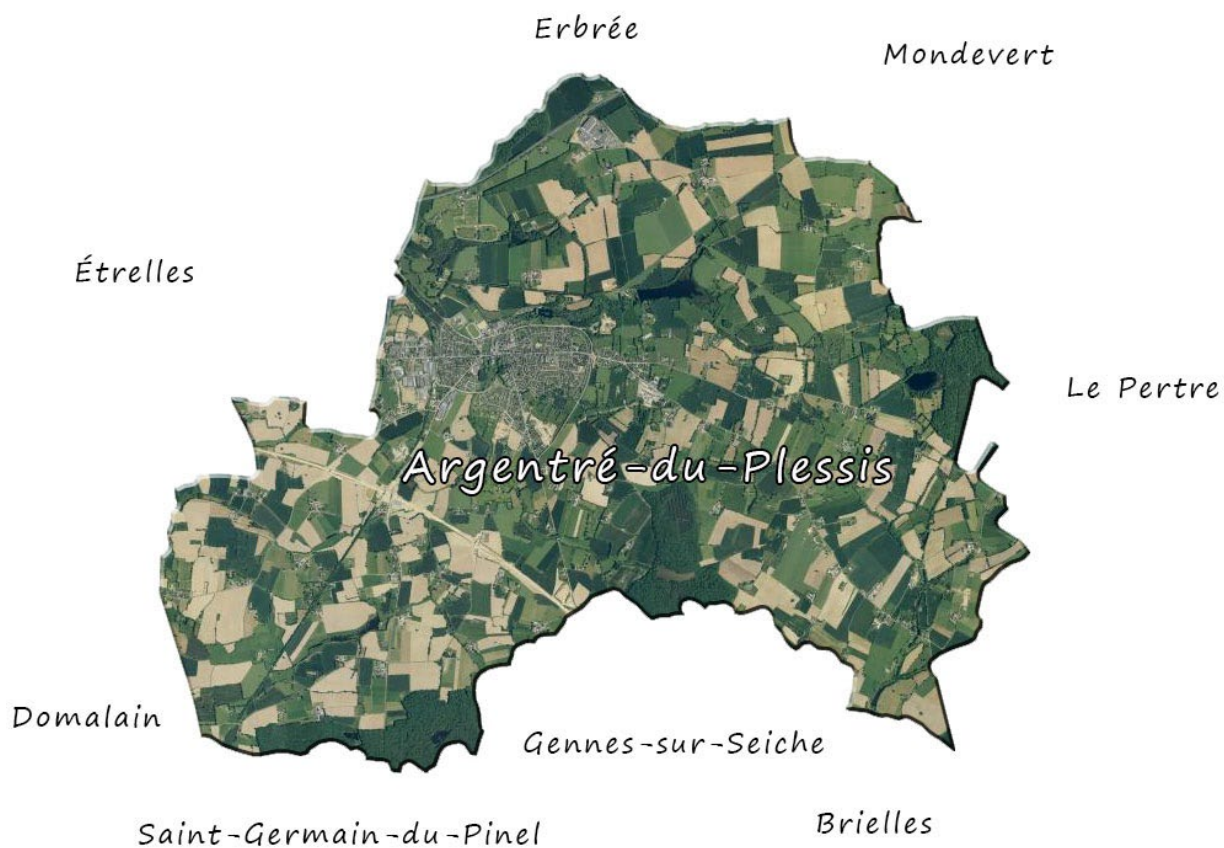 Erbrée
Mondevert
Étrelles
Le Pertre
Argentré-du-Plessis
Domalain
Gennes-sur-Seiche
Saint-Germain-du-Pinel
Brielles